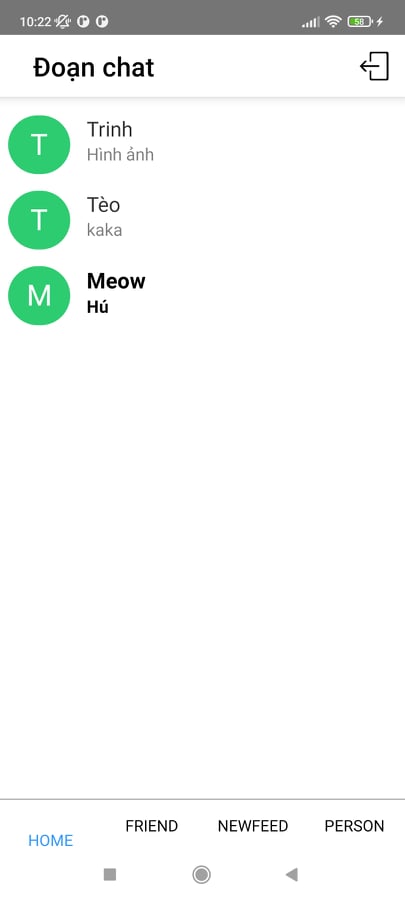 10:22
58
Đoạn chat
T
Trinh
Hình ảnh
T
Tèo
kaka
M
Meow
Hú
HOME
FRIEND
NEWFEED
PERSON